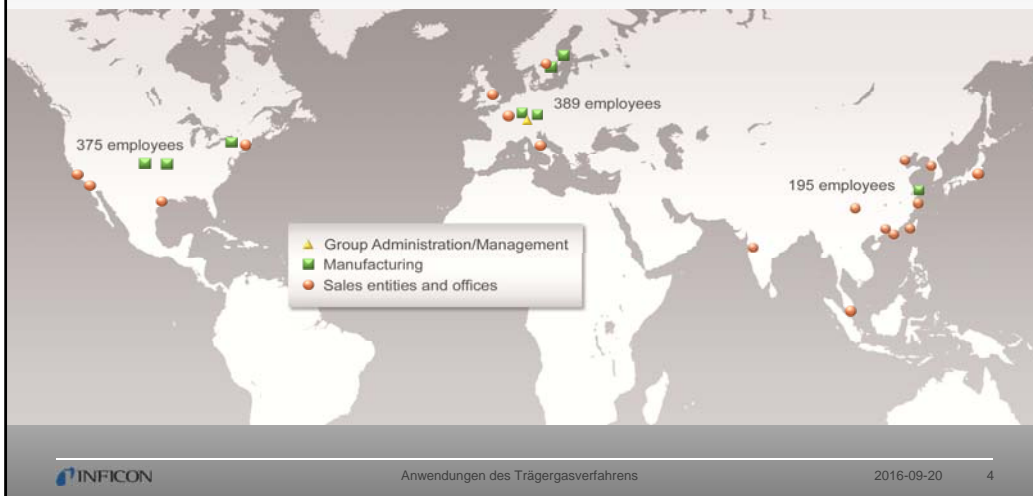 389 employees
375 employees
195 employees
Group Administration/Management
Manufacturing
Sales entities and offices
INFICON Anwendungen des Trägergasverfahrens 2016-09-20 4